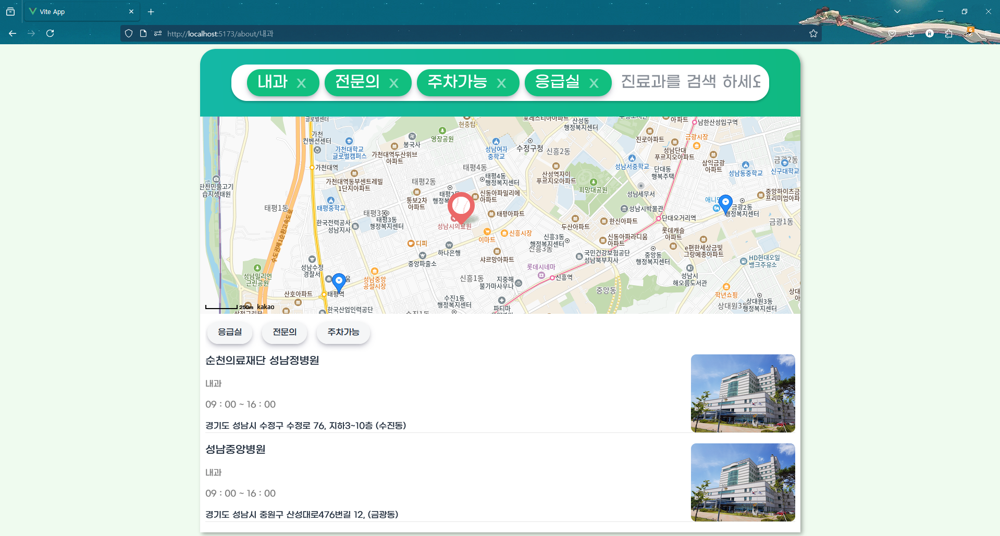 Vite App
http://localhost:5173/about/내과
내과 x 전문의 x 주차가능 x 응급실 x 진료과를 검색 하세요
글로벌센터
현충탑
포레스티아아파트
산성동
행정복지센터
아파트
남한산성입구역
가천
컨벤션센터
가천대학교
글로벌캠퍼스
봉국사
영장공원
가천대역두산위브
아파트
성남여자
중학교
수정구청
신흥2동
진로아파트
금광시장
성남단대
푸르지오아파트
삼익금광
아파트
금광2동
신구대학교
성남동중학교
성남서중학교
단대동
행복주택
가천대역
태평4동
태평4동
행정복지센터
산성역자이
푸르지오아파트
가천대역동부센트레빌
1단지아파트
태평2동
희망대공원
탄천민물고기
습지생태원
통보2차
아파트
신동아파밀리에
아파트
성남세무서
중앙하이츠금
프리미엄아파
태평1동
태평중학교
태평3동
태평3동
행정복지센터
태평아파트
성남시박물관
금광2동
행정복지센터
금광1동
한국전력공사
성남지사
성남시의료원
이마트
신흥시장
두산아파트
한신아파트
단대오거리역
롯데캐슬
아파트
수도권제1순환고속도로
디피
하나은행
신흥3동
행정복지센터
신흥3동
신동아파라디움
아파트
e편한세상금빛
그랑메종아파트
중앙파출소
샤르망아파트
국민건강보험공단
성남북부지사
중앙동
행정복지센터
HD현대오일
뱅크주유소
성남수정
경찰서
롯데시네마
성남밀리언
근린공원
성남중앙
공설시장
신흥1동
지중해
불가마사우나
신흥역
성남시
해오름도서관
중앙동
산호아파트
태평역
학년쇼핑
수진1동
행정복지센터
파티마
상대원3동
상대원3동
행정복지센터
250m kakao
한국산업인력공단
수진1동
응급실 전문의 주차가능
순천의료재단 성남정병원
내과
09 : 00 ~ 16 : 00
경기도 성남시 수정구 수정로 76, 지하3~10층 (수진동)
성남중앙병원
내과
09 : 00 ~ 16 : 00
경기도 성남시 중원구 산성대로476번길 12, (금광동)